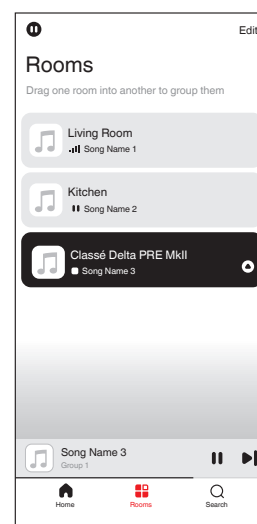 Edit
Rooms
Drag one room into another to group them
Living Room
Song Name 1
Kitchen
Song Name 2
Classé Delta PRE MkII
Song Name 3
Song Name 3
Group 1
Home
Rooms
Search